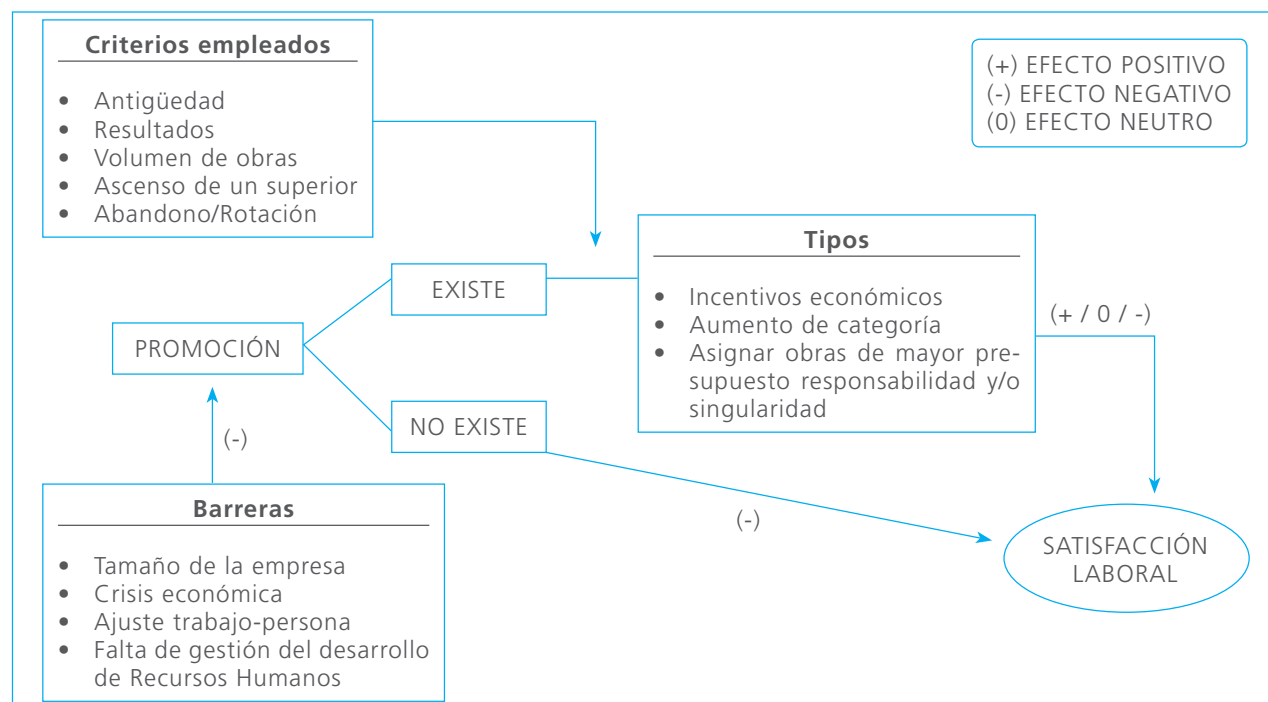 Criterios empleados
• Antigüedad
• Resultados
• Volumen de obras
• Ascenso de un superior
• Abandono/Rotación
(+) EFECTO POSITIVO
(-) EFECTO NEGATIVO
(0) EFECTO NEUTRO
Tipos
• Incentivos económicos
• Aumento de categoría
• Asignar obras de mayor pre-
supuesto responsabilidad y/o
singularidad
EXISTE
(+ / 0 / -)
PROMOCIÓN
NO EXISTE
(-)
Barreras
• Tamaño de la empresa
• Crisis económica
• Ajuste trabajo-persona
• Falta de gestión del desarrollo
de Recursos Humanos
(-)
SATISFACCIÓN
LABORAL